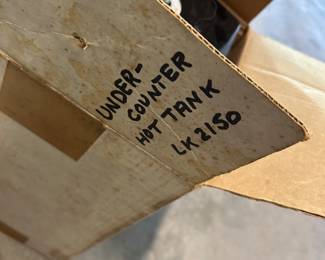 UNDER-
COUNTER
HOT TANK
LK2150